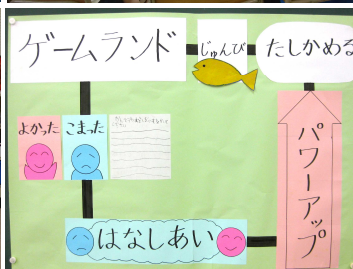 ゲームランド
じゅんび
たしかめる
よかった
こまった
はなしあい
パワーアップ